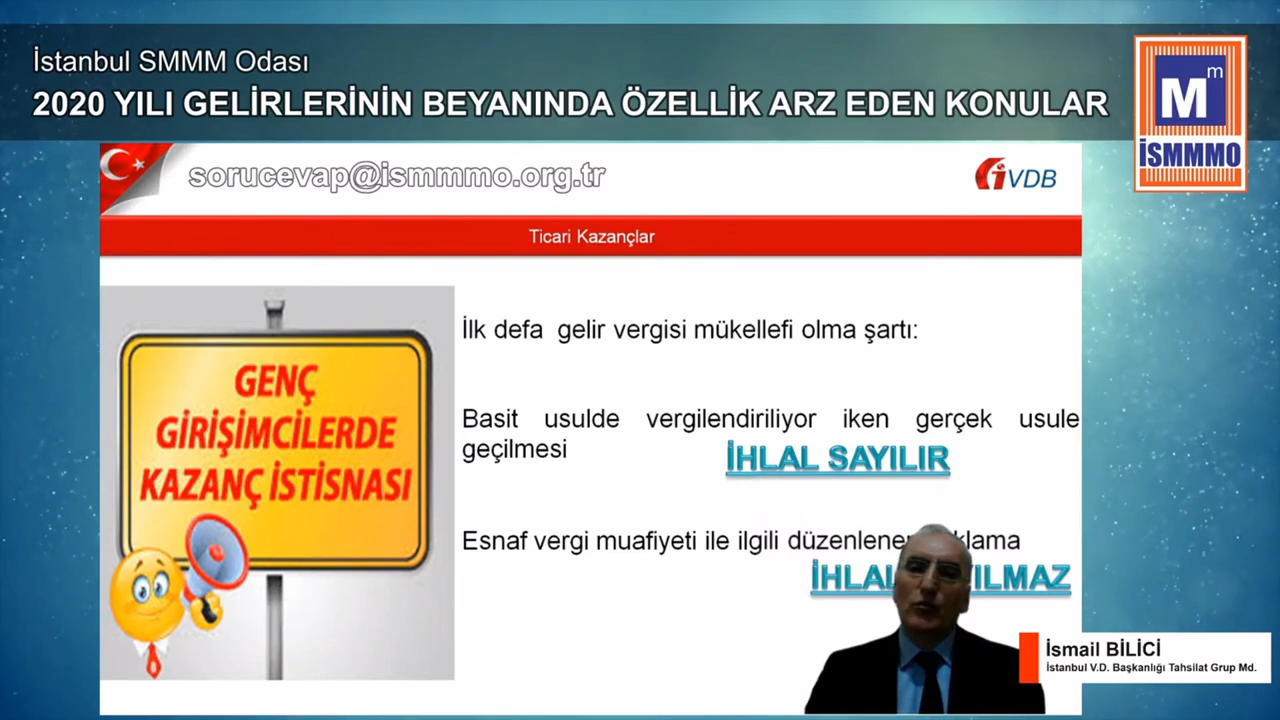 İstanbul SMMM Odası
2020 YILI GELİRLERİNİN BEYANINDA ÖZELLİK ARZ EDEN KONULAR
Mm
İSMMMO
sorucevap@ismmmo.org.tr
iVDB
Ticari Kazançlar
GENÇ
GİRİŞİMCİLERDE
KAZANÇ İSTİSNASI
İlk defa gelir vergisi mükellefi olma şartı:
Basit usulde vergilendiriliyor iken gerçek usule
geçilmesi
İHLAL SAYILIR
Esnaf vergi muafiyeti ile ilgili
İHLAL
İsmail BİLİCİ
İstanbul V.D. Başkanlığı Tahsilat Grup Md.